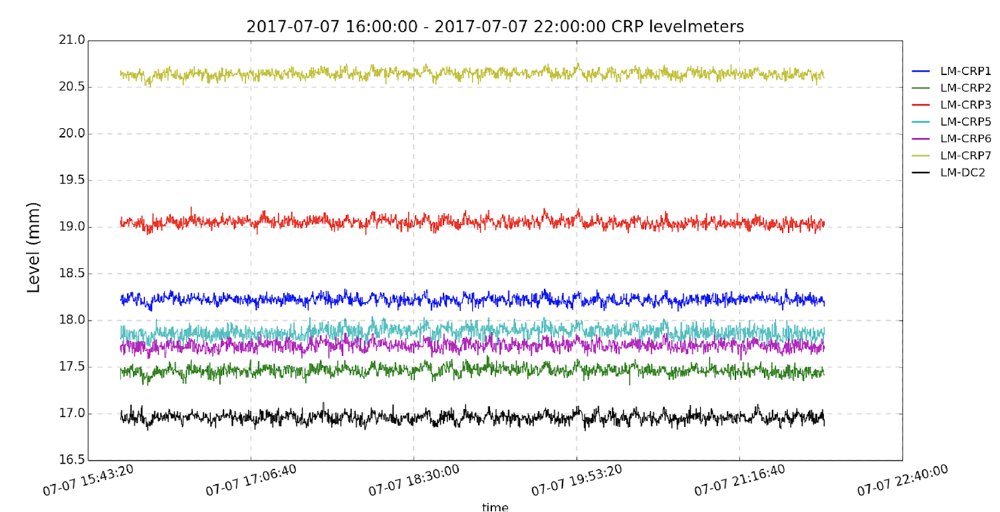 2017-07-07 16:00:00 - 2017-07-07 22:00:00 CRP levelmeters
21.0
20.5
20.0
19.5
19.0
18.5
18.0
17.5
17.0
16.5
Level (mm)
07-07 15:43:20
07-07 17:06:40
07-07 18:30:00
07-07 19:53:20
07-07 21:16:40
07-07 22:40:00
time
LM-CRP1
LM-CRP2
LM-CRP3
LM-CRP5
LM-CRP6
LM-CRP7
LM-DC2